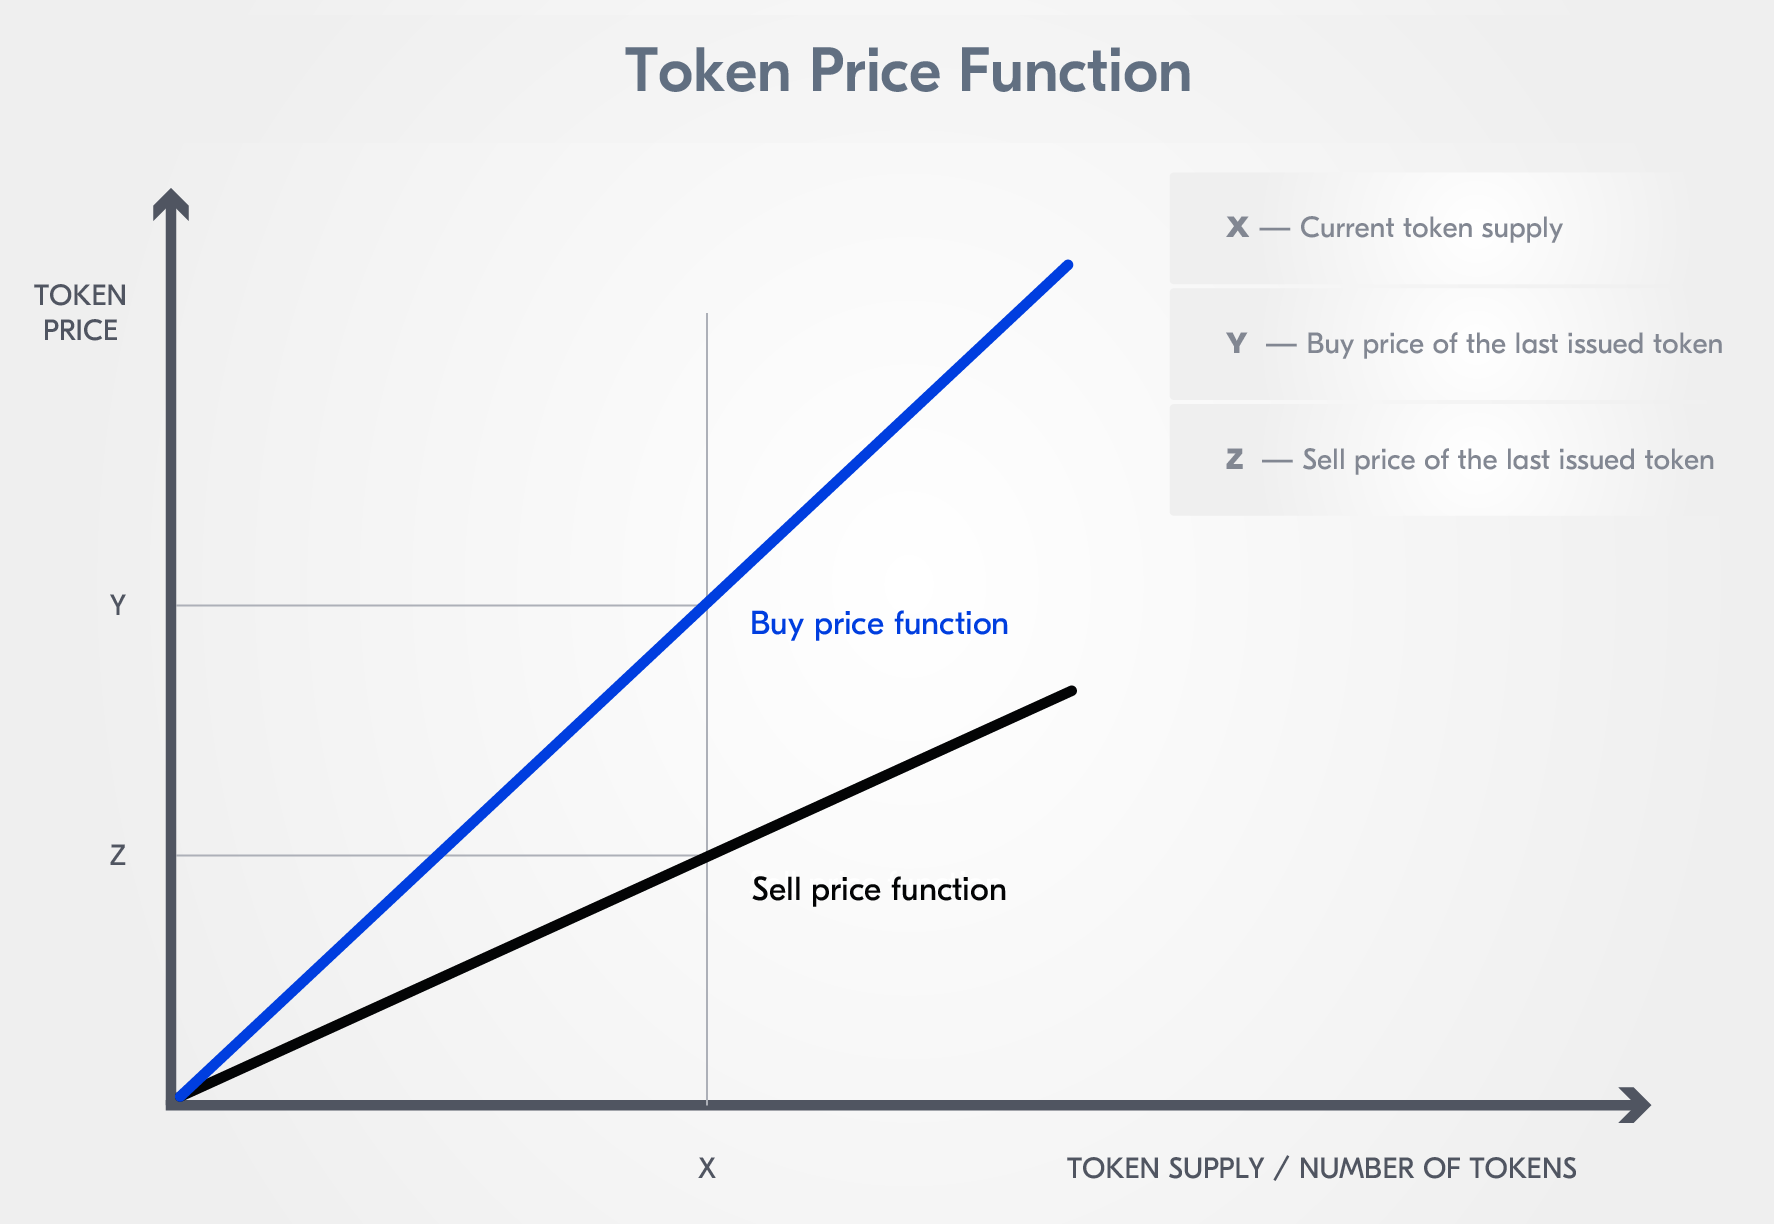 Token Price Function
X — Current token supply
Y — Buy price of the last issued token
Z — Sell price of the last issued token
TOKEN
PRICE
Y
Buy price function
Z
Sell price function
X
TOKEN SUPPLY / NUMBER OF TOKENS